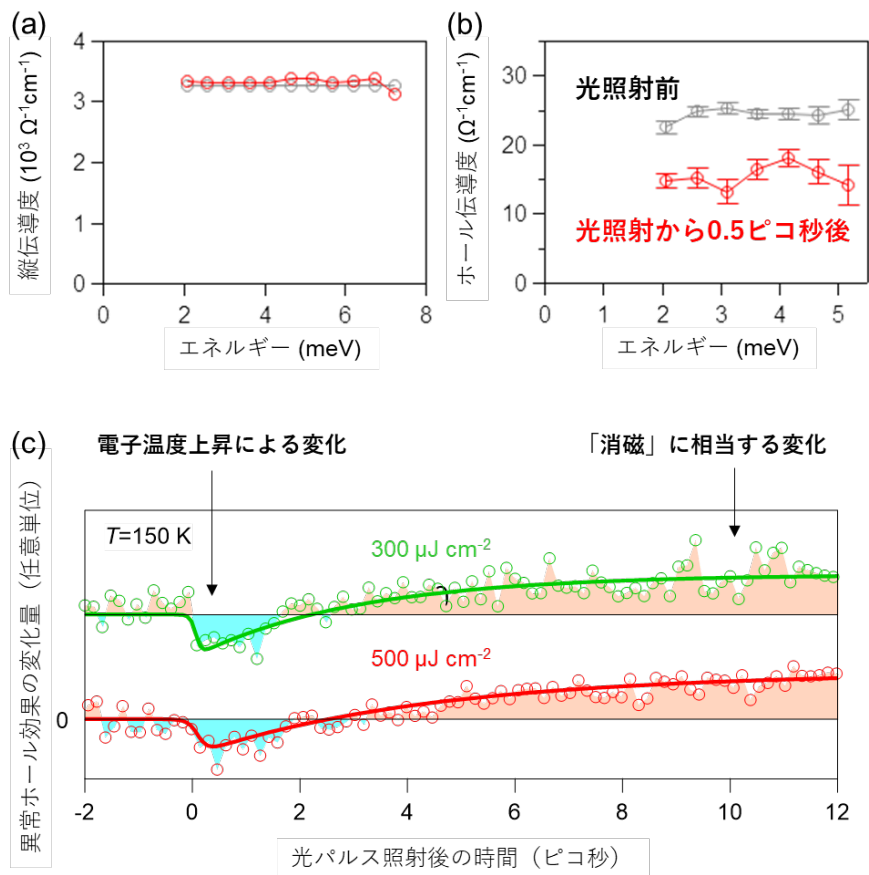 (a)
縦伝導度 (10³ Ω⁻¹cm⁻¹)
4
3
2
1
0
0 2 4 6 8
エネルギー (meV)
(b)
ホール伝導度 (Ω⁻¹cm⁻¹)
35
25
15
5
0
光照射前
光照射から0.5ピコ秒後
0 1 2 3 4 5
エネルギー (meV)
(c)
電子温度上昇による変化
「消磁」に相当する変化
異常ホール効果の変化量（任意単位）
T=150 K
300 μJ cm⁻²
500 μJ cm⁻²
0
-2 0 2 4 6 8 10 12
光パルス照射後の時間（ピコ秒）